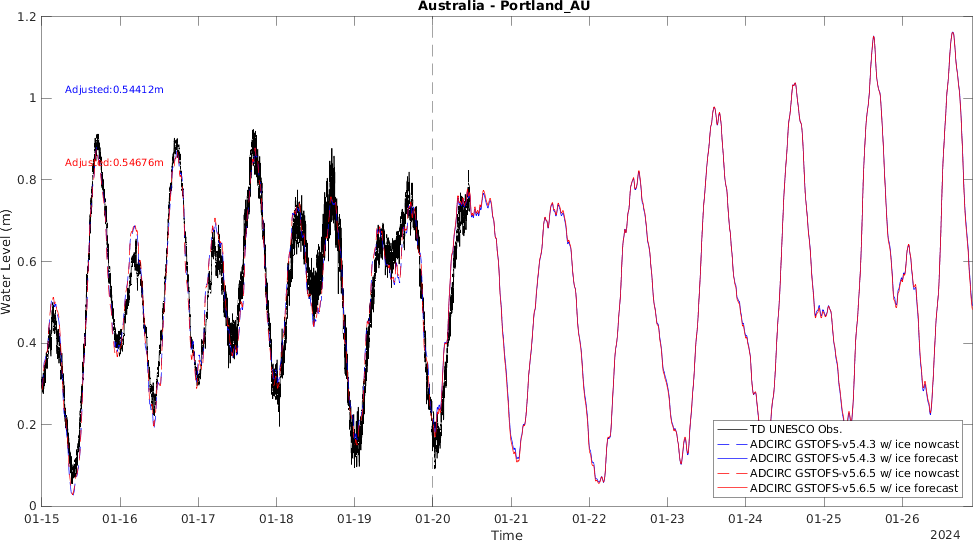 Australia - Portland_AU
Water Level (m)
1.2
1
0.8
0.6
0.4
0.2
0
Adjusted:0.54412m
Adjusted:0.54676m
TD UNESCO Obs.
ADCIRC GSTOFS-v5.4.3 w/ ice nowcast
ADCIRC GSTOFS-v5.4.3 w/ ice forecast
ADCIRC GSTOFS-v5.6.5 w/ ice nowcast
ADCIRC GSTOFS-v5.6.5 w/ ice forecast
01-15 01-16 01-17 01-18 01-19 01-20 01-21 01-22 01-23 01-24 01-25 01-26
Time
2024